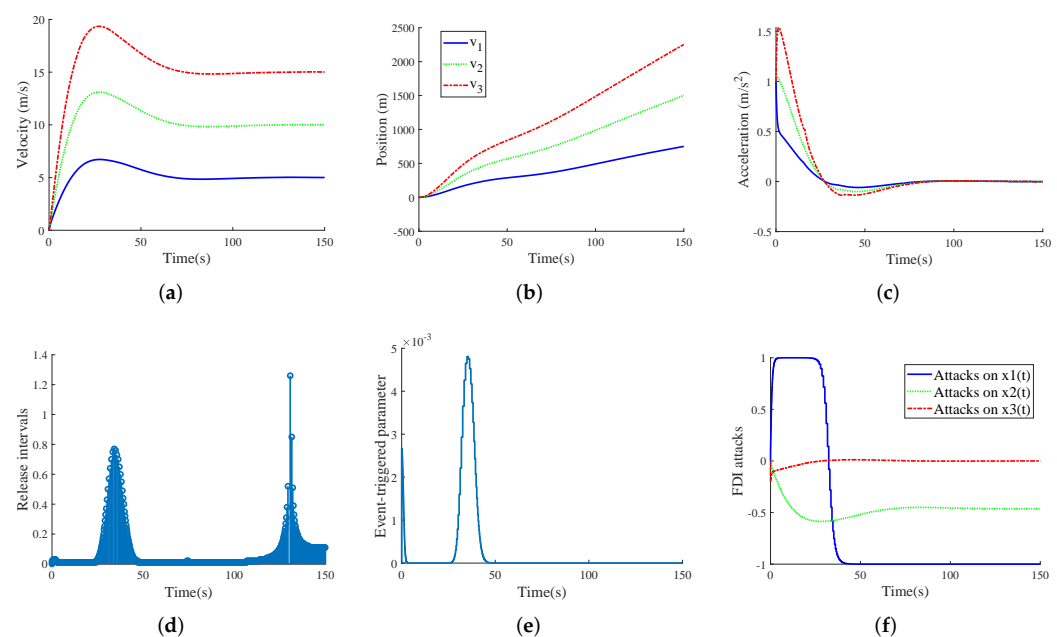 20
15
10
5
0
0
50
100
150
Velocity (m/s)
Time(s)
(a)
2500
2000
1500
1000
500
0
-500
0
50
100
150
Position (m)
Time(s)
v1
v2
v3
(b)
1.5
1
0.5
0
-0.5
0
50
100
150
Acceleration (m/s²)
Time(s)
(c)
1.4
1.2
1
0.8
0.6
0.4
0.2
0
0
50
100
150
Release intervals
Time(s)
(d)
×10⁻³
5
4
3
2
1
0
0
50
100
150
Event-triggered parameter
Time(s)
(e)
1
0.5
0
-0.5
-1
0
50
100
150
FDI attacks
Time(s)
Attacks on x1(t)
Attacks on x2(t)
Attacks on x3(t)
(f)